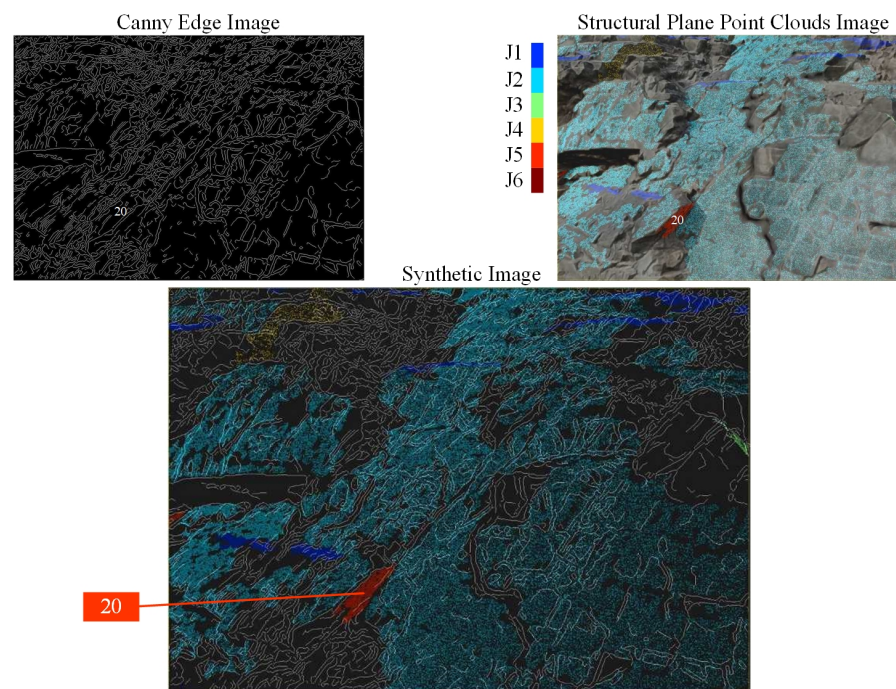 Canny Edge Image
Structural Plane Point Clouds Image
J1
J2
J3
J4
J5
J6
20
20
Synthetic Image
20